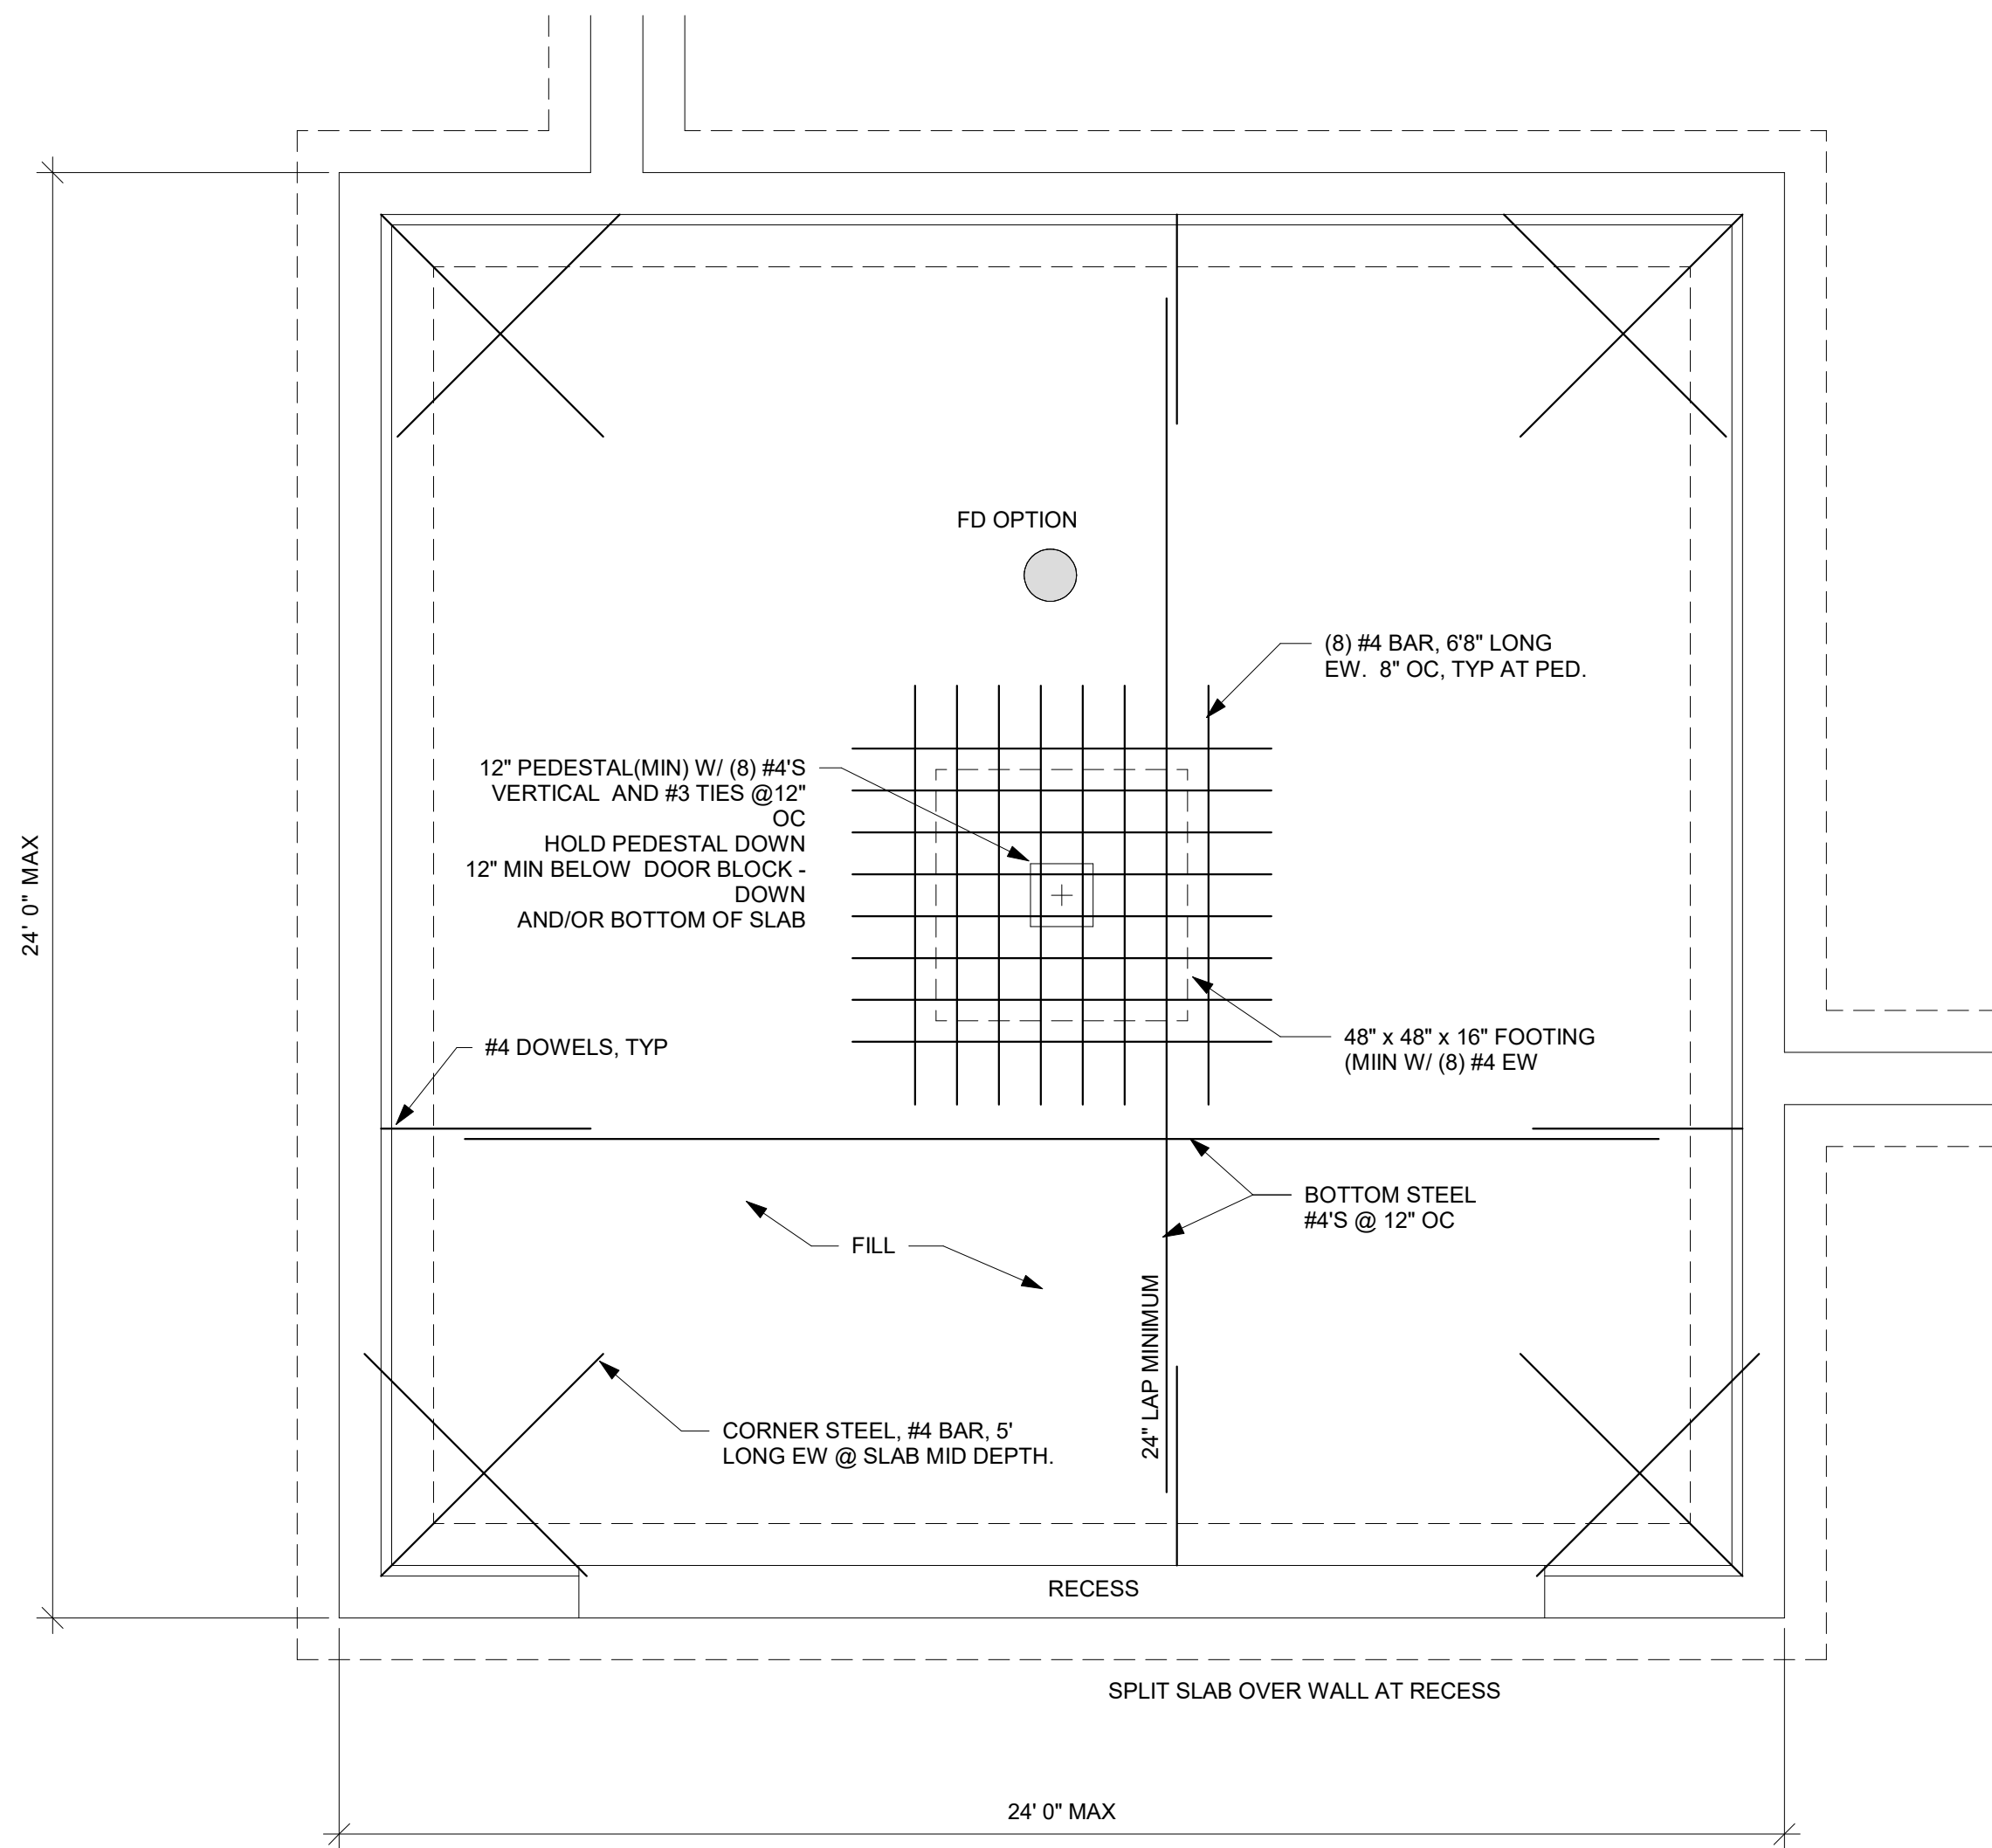 FD OPTION
(8) #4 BAR, 6'8" LONG
EW.  8" OC, TYP AT PED.
12" PEDESTAL(MIN) W/ (8) #4'S
VERTICAL  AND #3 TIES @12"
OC
HOLD PEDESTAL DOWN
12" MIN BELOW  DOOR BLOCK -
DOWN
AND/OR BOTTOM OF SLAB
24' 0" MAX
#4 DOWELS, TYP
48" x 48" x 16" FOOTING
(MIIN W/ (8) #4 EW
BOTTOM STEEL
#4'S @ 12" OC
FILL
24" LAP MINIMUM
CORNER STEEL, #4 BAR, 5'
LONG EW @ SLAB MID DEPTH.
RECESS
SPLIT SLAB OVER WALL AT RECESS
24' 0" MAX